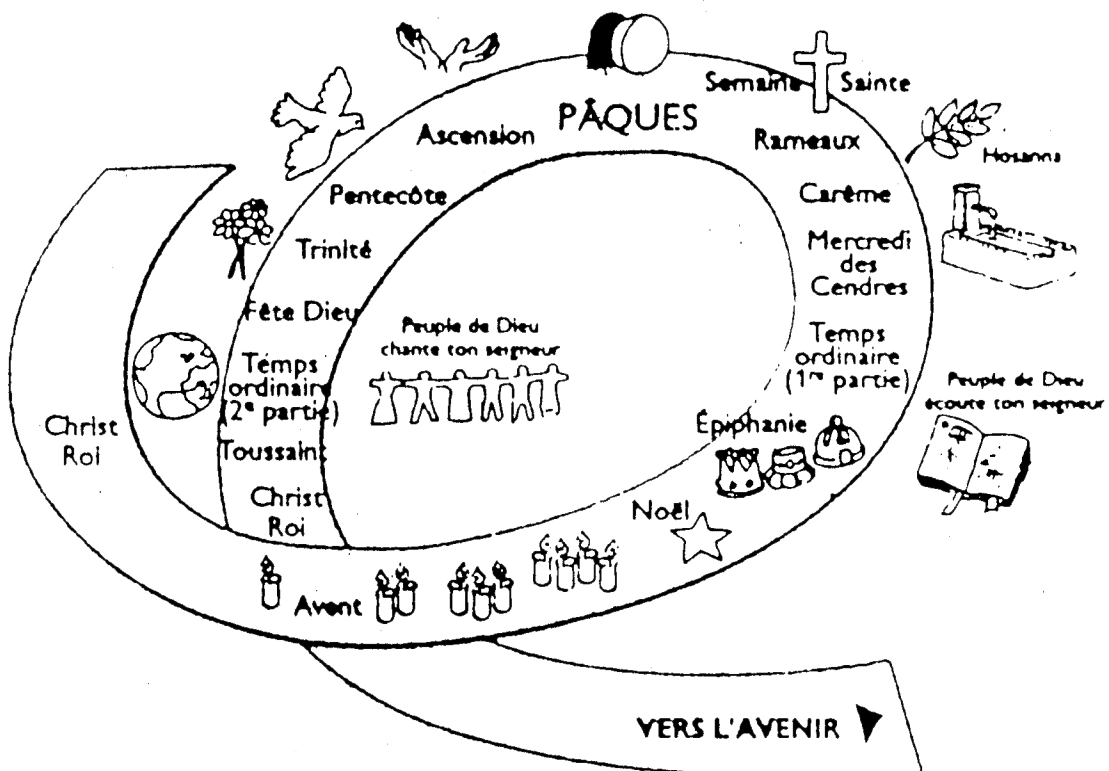 Semaine Sainte
PÂQUES
Ascension
Rameaux
Hosanna
Pentecôte
Carême
Trinité
Mercredi
des
Cendres
Fête Dieu
Peuple de Dieu
chante ton seigneur
Temps
ordinaire
(1re partie)
Temps
ordinaire
(2e partie)
Peuple de Dieu
écoute ton seigneur
Christ
Roi
Toussaint
Épiphanie
Christ
Roi
Noël
Avent
VERS L'AVENIR